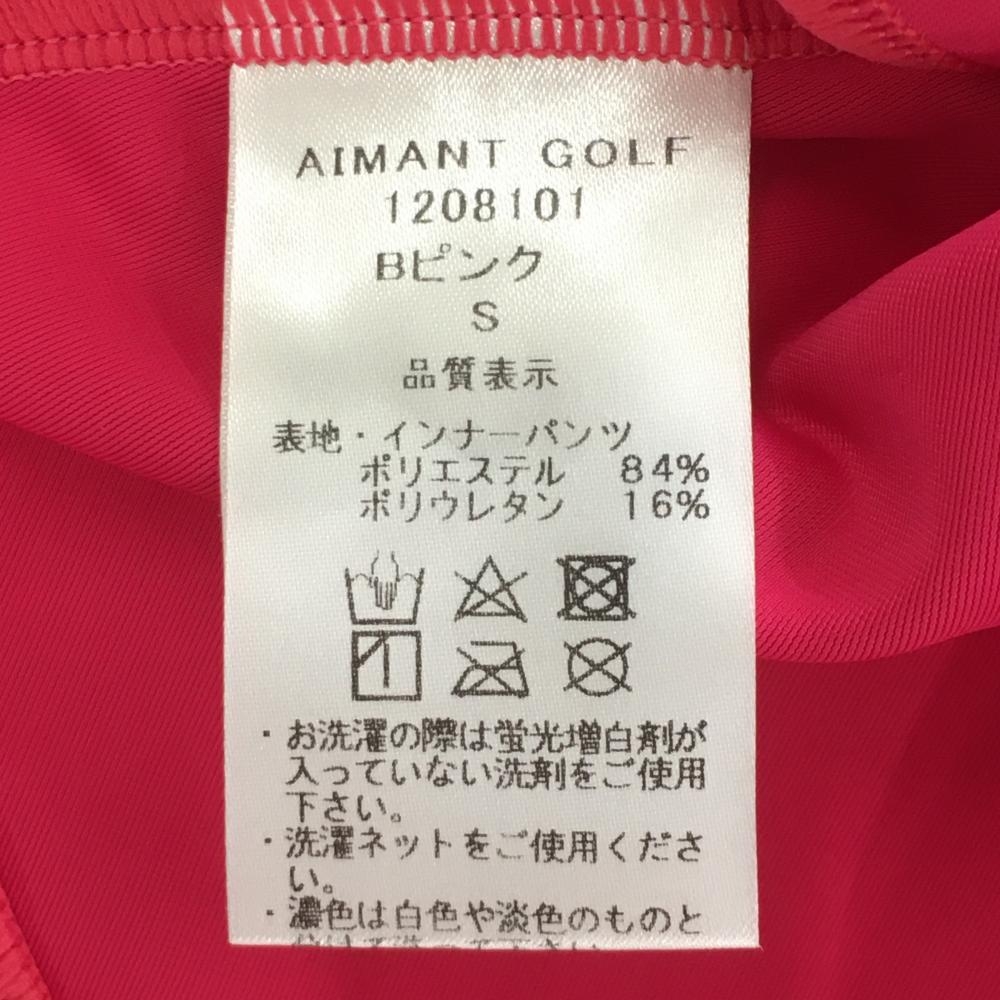 AIMANT GOLF
1208101
Bピンク
S
品質表示
表地・インナーパンツ
ポリエステル 84%
ポリウレタン 16%
・お洗濯の際は蛍光増白剤が
入っていない洗剤をご使用
下さい。
・洗濯ネットをご使用くださ
い。
・濃色は白色や淡色のものと